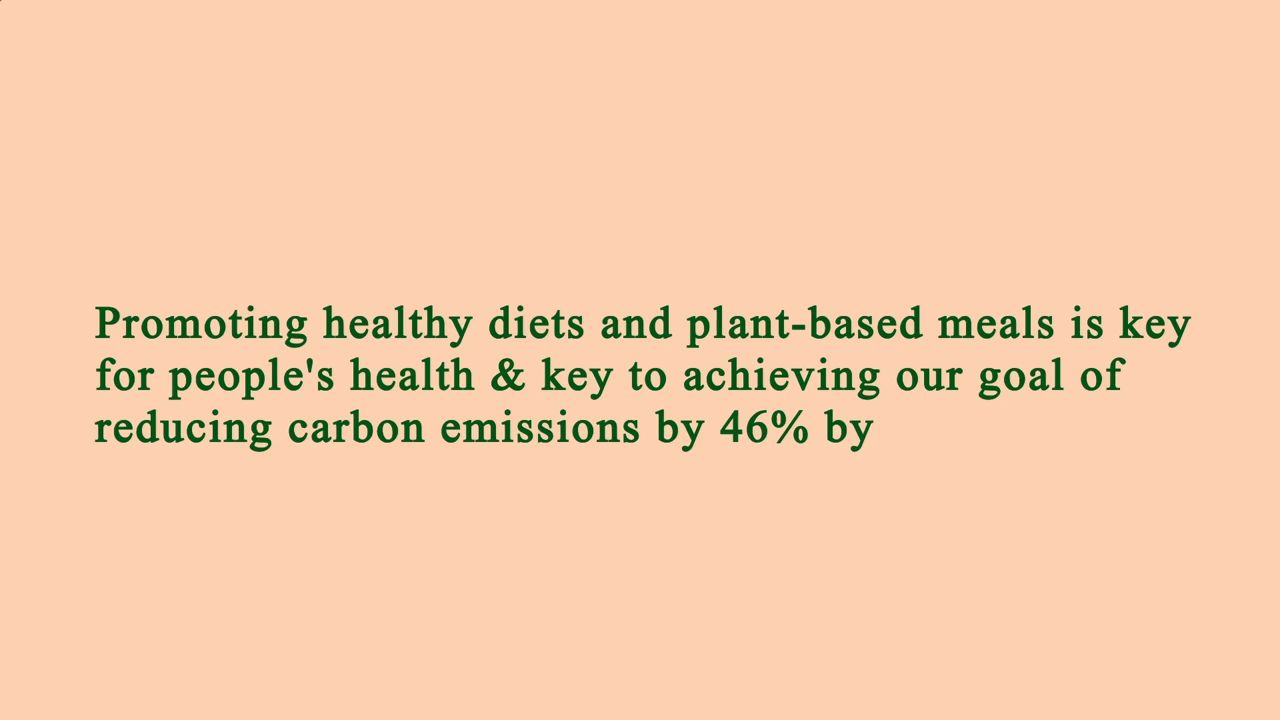 Promoting healthy diets and plant-based meals is key
for people's health & key to achieving our goal of
reducing carbon emissions by 46% by